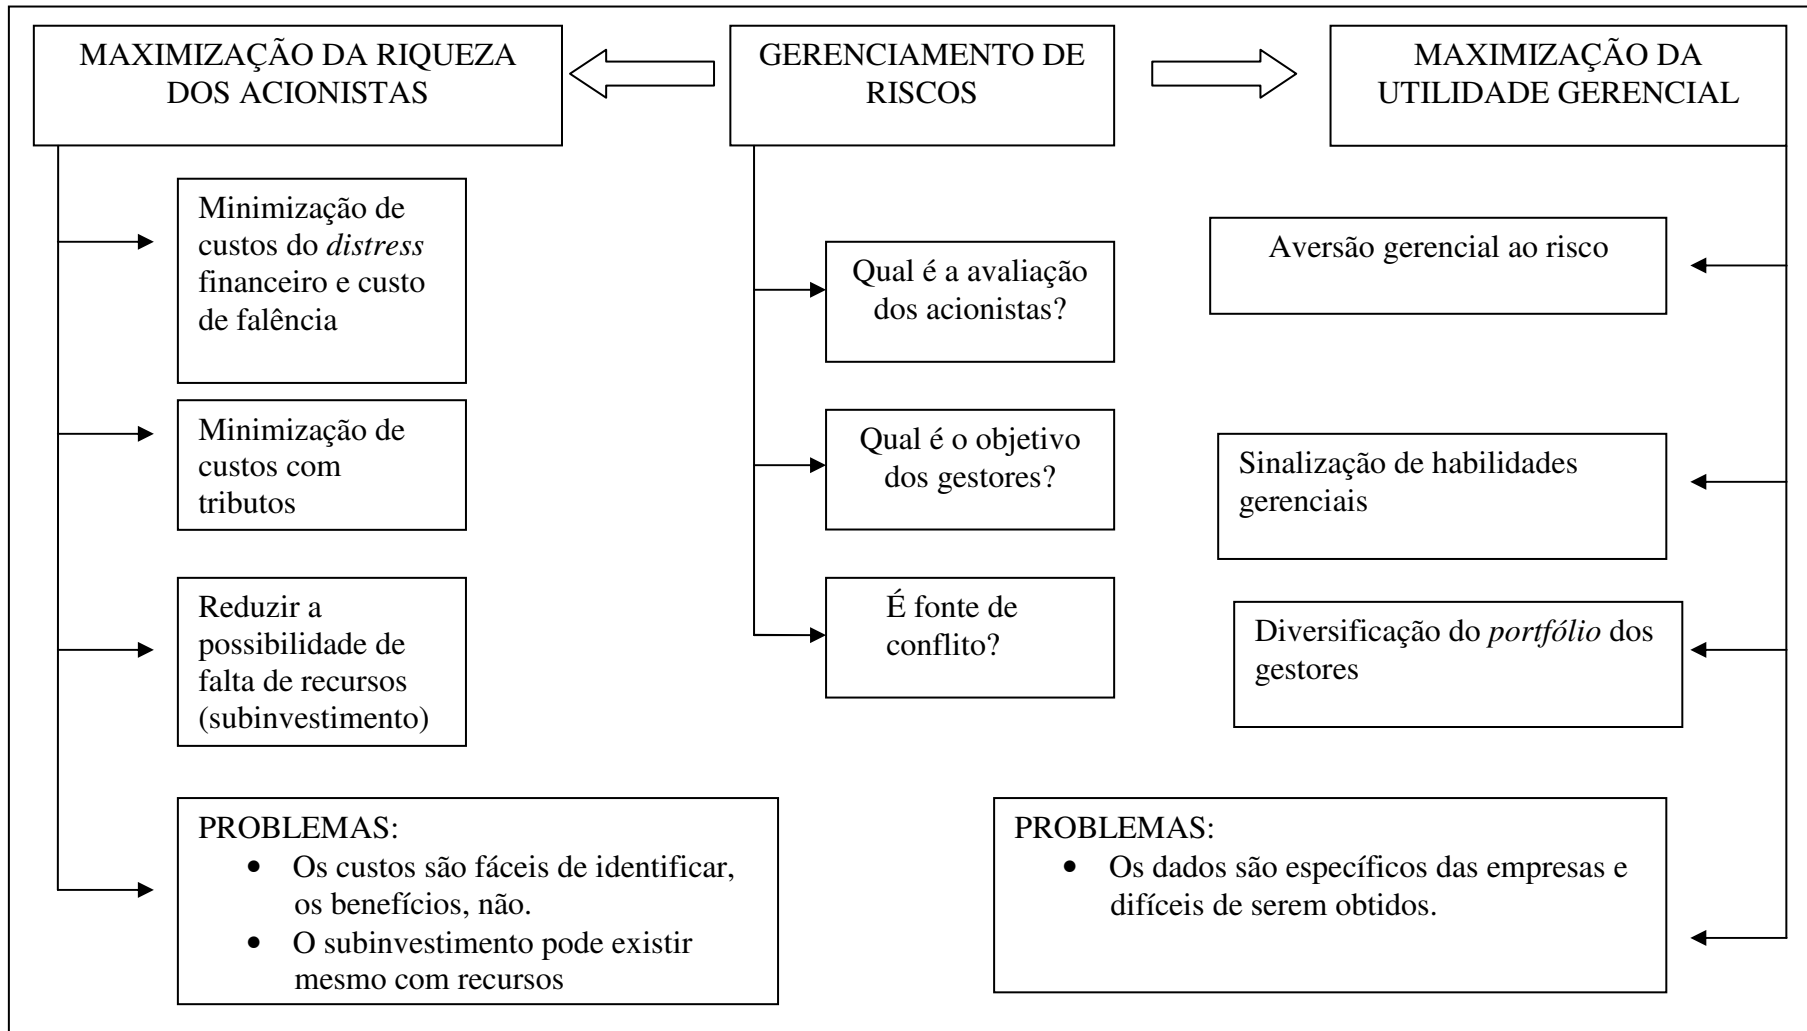 MAXIMIZAÇÃO DA RIQUEZA
DOS ACIONISTAS
GERENCIAMENTO DE
RISCOS
MAXIMIZAÇÃO DA
UTILIDADE GERENCIAL
Minimização de
custos do distress
financeiro e custo
de falência
Minimização de
custos com
tributos
Reduzir a
possibilidade de
falta de recursos
(subinvestimento)
PROBLEMAS:
• Os custos são fáceis de identificar,
os benefícios, não.
• O subinvestimento pode existir
mesmo com recursos
Qual é a avaliação
dos acionistas?
Qual é o objetivo
dos gestores?
É fonte de
conflito?
Aversão gerencial ao risco
Sinalização de habilidades
gerenciais
Diversificação do portfólio dos
gestores
PROBLEMAS:
• Os dados são específicos das empresas e
difíceis de serem obtidos.